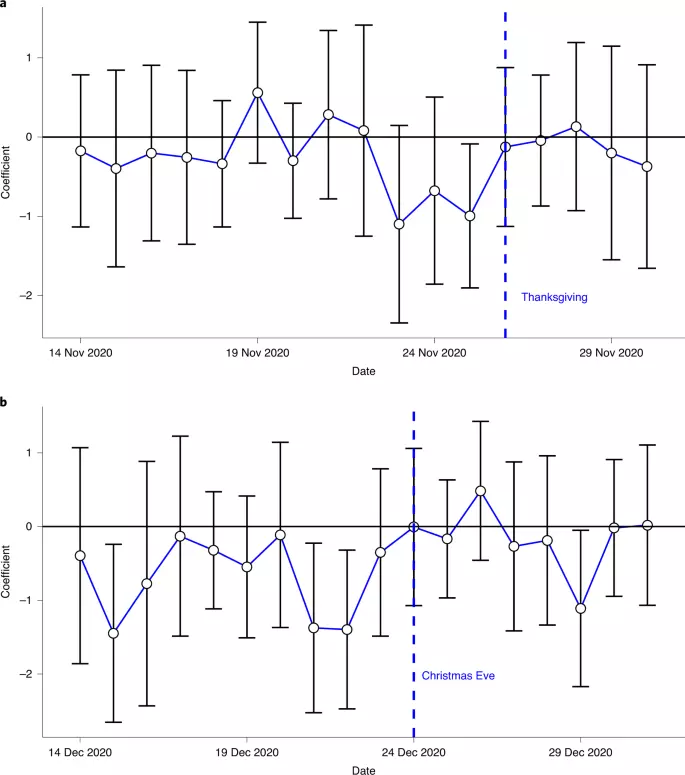 a
1
0
–1
–2
Coefficient
Thanksgiving
14 Nov 2020
19 Nov 2020
24 Nov 2020
29 Nov 2020
Date
b
1
0
–1
–2
Coefficient
Christmas Eve
14 Dec 2020
19 Dec 2020
24 Dec 2020
29 Dec 2020
Date